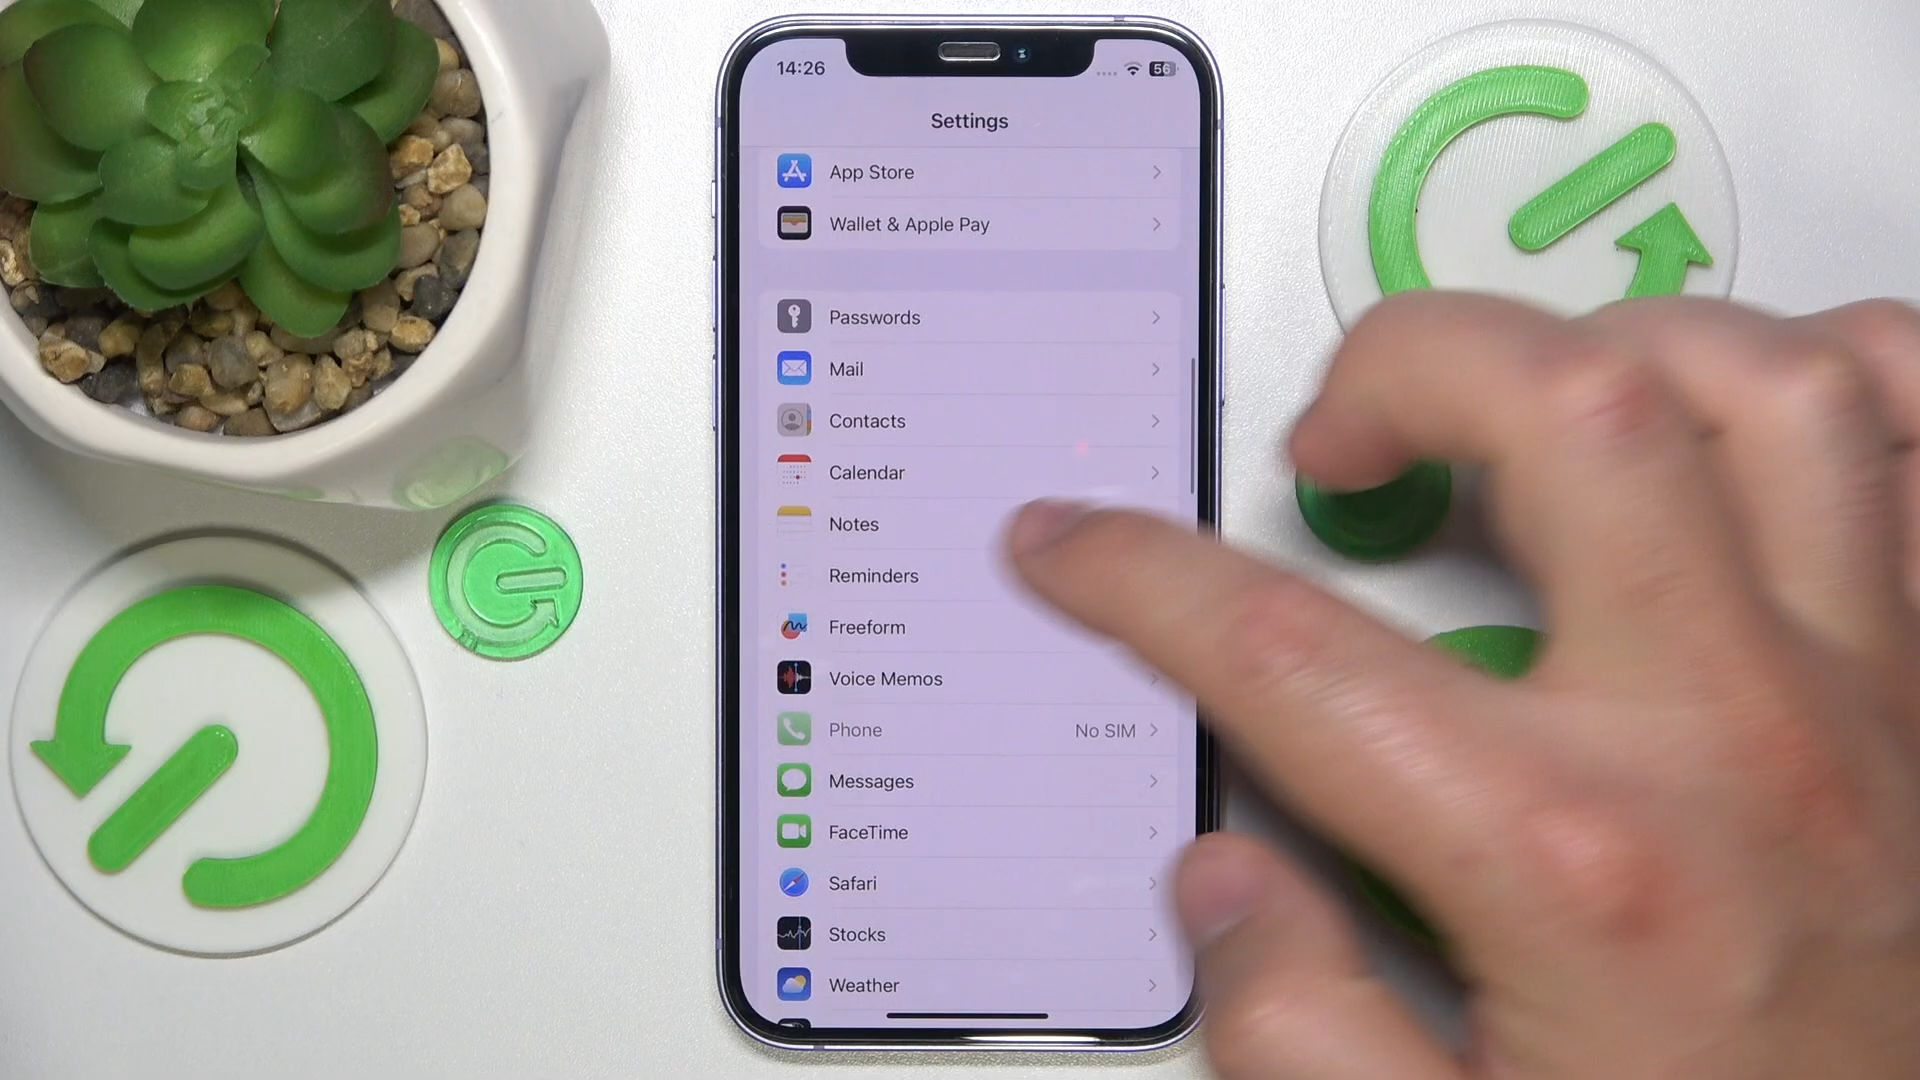 14:26
56
Settings
App Store
Wallet & Apple Pay
Passwords
Mail
Contacts
Calendar
Notes
Reminders
Freeform
Voice Memos
Phone No SIM
Messages
FaceTime
Safari
Stocks
Weather